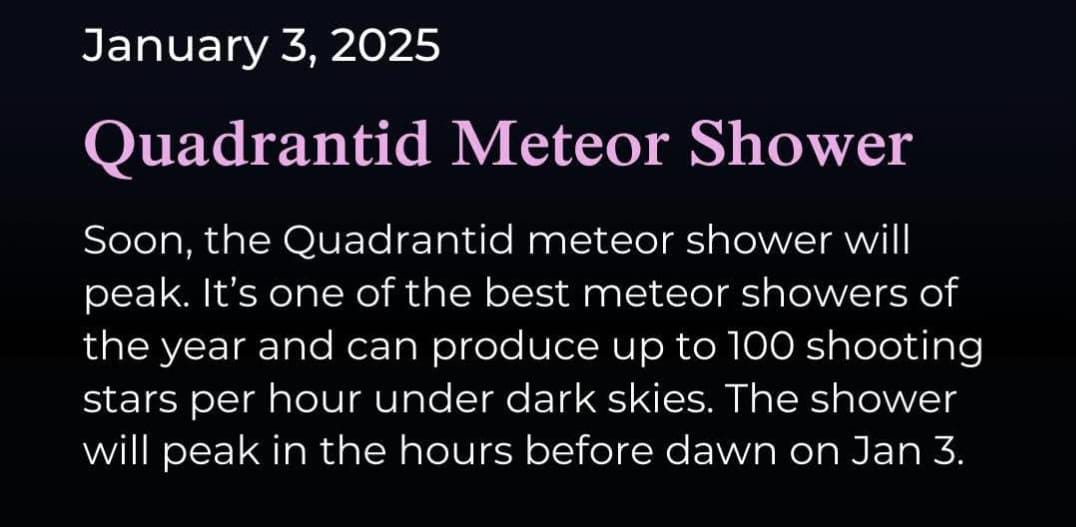 January 3, 2025
Quadrantid Meteor Shower
Soon, the Quadrantid meteor shower will
peak. It’s one of the best meteor showers of
the year and can produce up to 100 shooting
stars per hour under dark skies. The shower
will peak in the hours before dawn on Jan 3.